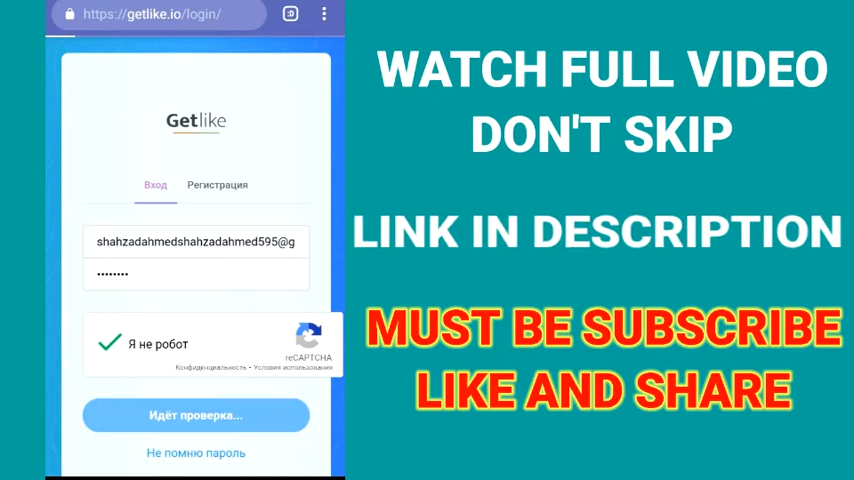 https://getlike.io/login/
:D
Getlike
Вход Регистрация
shahzadahmedshahzadahmed595@g
••••••••
Я не робот
reCAPTCHA
Конфиденциальность • Условия использования
Идёт проверка...
Не помню пароль
WATCH FULL VIDEO
DON'T SKIP
LINK IN DESCRIPTION
MUST BE SUBSCRIBE
LIKE AND SHARE